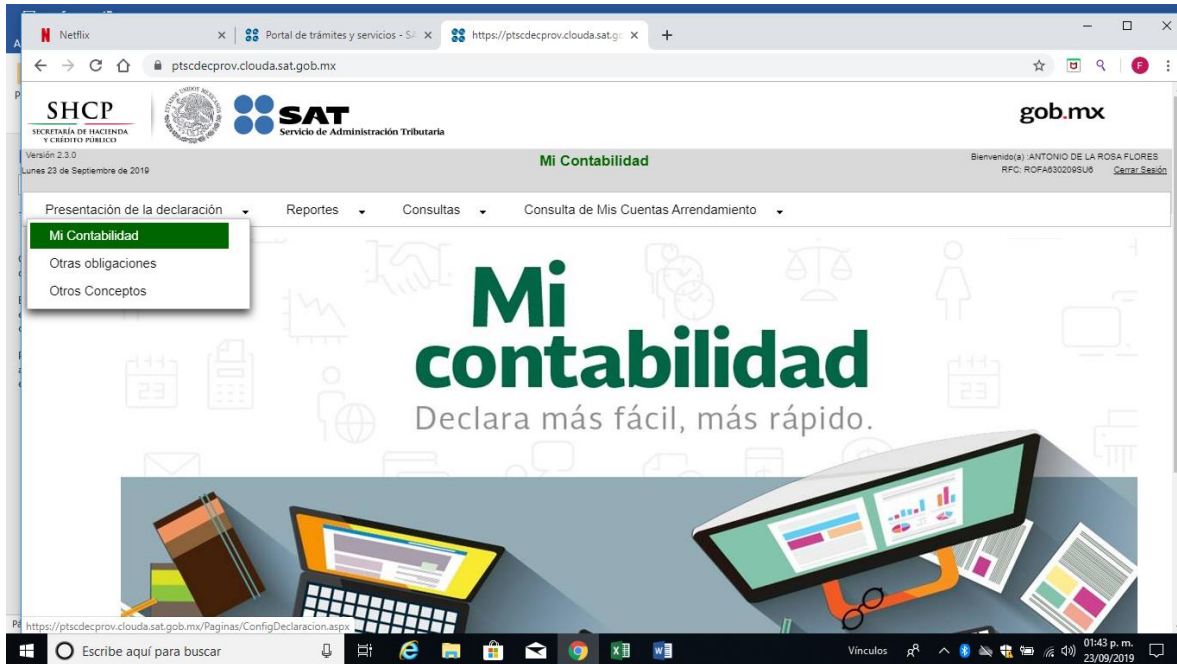 Netflix
Portal de trámites y servicios - SA
https://ptscdecprov.clouda.sat.go
ptscdecprov.clouda.sat.gob.mx
F
SHCP
SECRETARÍA DE HACIENDA
Y CRÉDITO PÚBLICO
SAT
Servicio de Administración Tributaria
gob.mx
Versión 2.3.0
Lunes 23 de Septiembre de 2019
Mi Contabilidad
Bienvenido(a) :ANTONIO DE LA ROSA FLORES
RFC: ROFA630209SU6 Cerrar Sesión
Presentación de la declaración Reportes Consultas Consulta de Mis Cuentas Arrendamiento
Mi Contabilidad
Otras obligaciones
Otros Conceptos
Mi
contabilidad
Declara más fácil, más rápido.
23
23
https://ptscdecprov.clouda.sat.gob.mx/Paginas/ConfigDeclaracion.aspx
Escribe aquí para buscar
Vínculos
01:43 p. m.
23/09/2019